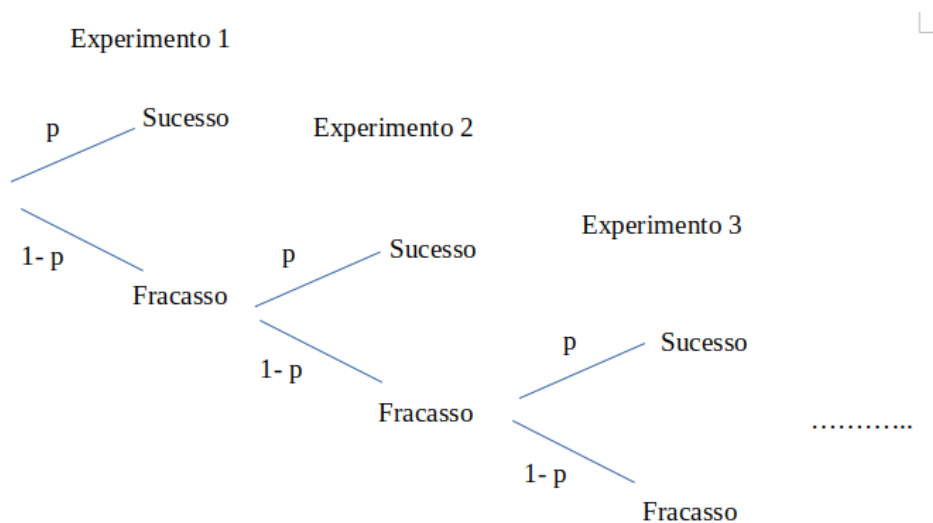 Experimento 1
p
Sucesso
Experimento 2
1- p
Fracasso
p
Sucesso
Experimento 3
1- p
Fracasso
p
Sucesso
1- p
Fracasso
………...